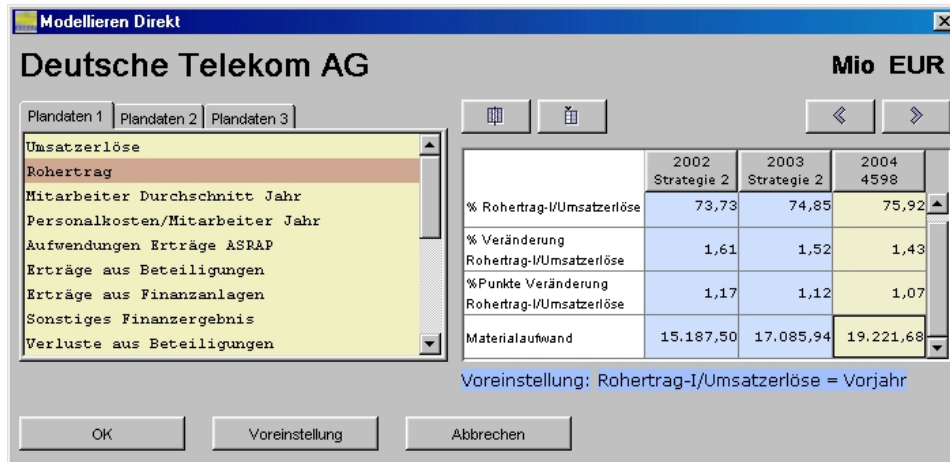 Modellieren Direkt
Deutsche Telekom AG
Mio EUR
Plandaten 1 Plandaten 2 Plandaten 3
Umsatzerlöse
Rohertrag
Mitarbeiter Durchschnitt Jahr
Personalkosten/Mitarbeiter Jahr
Aufwendungen Erträge ASRAP
Erträge aus Beteiligungen
Erträge aus Finanzanlagen
Sonstiges Finanzergebnis
Verluste aus Beteiligungen
2002 2003 2004
Strategie 2 Strategie 2 4598
% Rohertrag-I/Umsatzerlöse 73,73 74,85 75,92
% Veränderung
Rohertrag-I/Umsatzerlöse 1,61 1,52 1,43
%Punkte Veränderung
Rohertrag-I/Umsatzerlöse 1,17 1,12 1,07
Materialaufwand 15.187,50 17.085,94 19.221,68
Voreinstellung: Rohertrag-I/Umsatzerlöse = Vorjahr
OK Voreinstellung Abbrechen